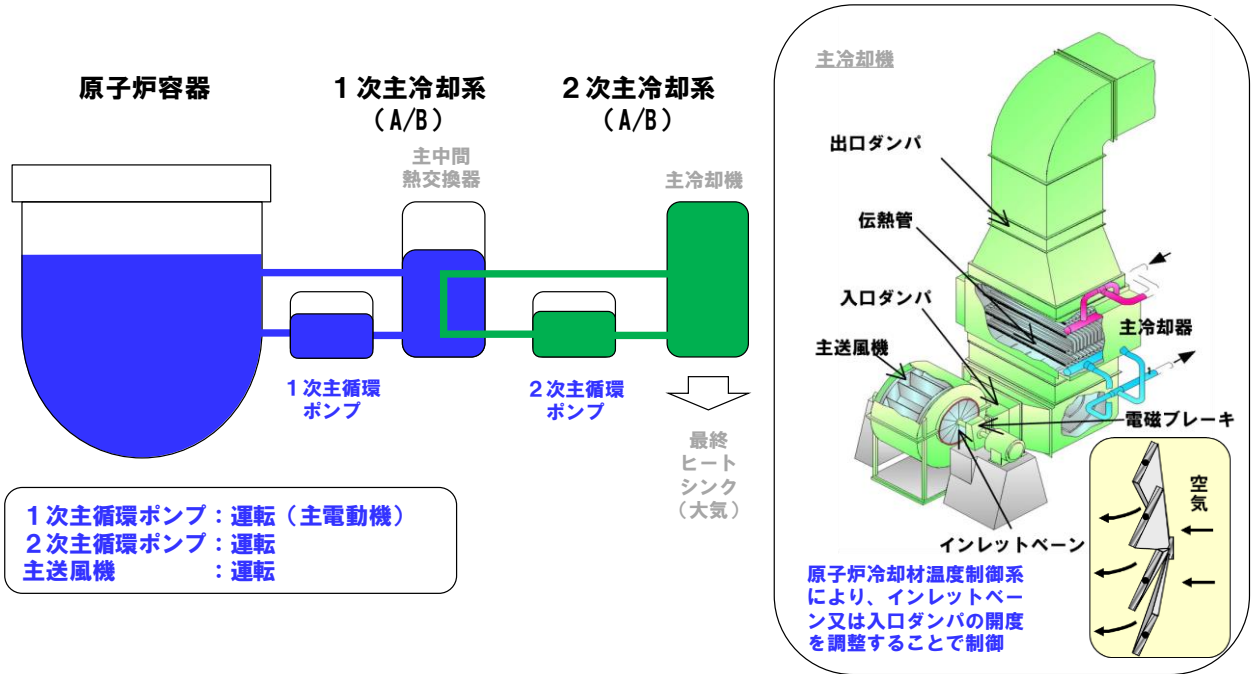 原子炉容器
１次主冷却系
（A/B）
２次主冷却系
（A/B）
主中間
熱交換器
主冷却機
１次主循環
ポンプ
２次主循環
ポンプ
最終
ヒート
シンク
（大気）
１次主循環ポンプ：運転（主電動機）
２次主循環ポンプ：運転
主送風機　　　　：運転
主冷却機
出口ダンパ
伝熱管
入口ダンパ
主冷却器
主送風機
電磁ブレーキ
インレットベーン
空気
原子炉冷却材温度制御系
により、インレットベー
ン又は入口ダンパの開度
を調整することで制御